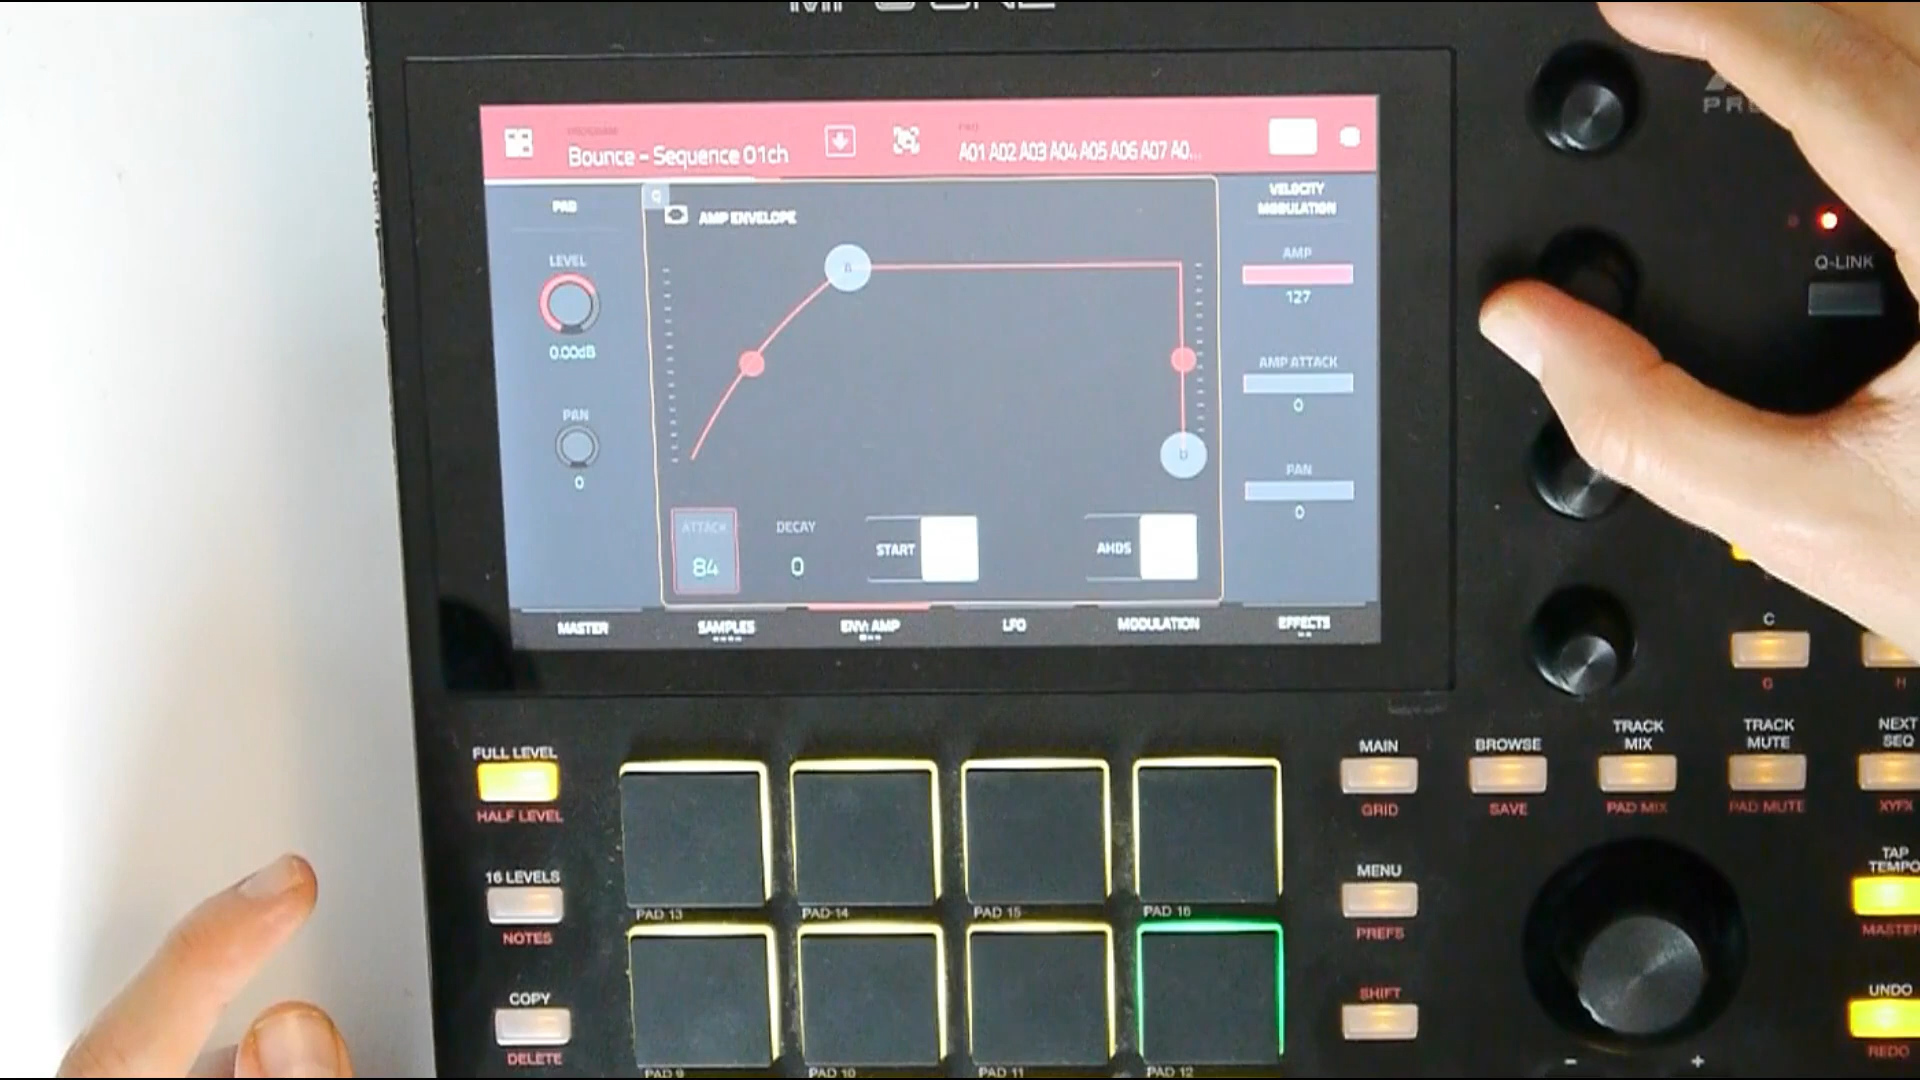 PROGRAM
Bounce - Sequence 01ch
PAD
A01 A02 A03 A04 A05 A06 A07 A0...
PAD
LEVEL
0.00dB
PAN
0
Q
AMP ENVELOPE
A
D
ATTACK
84
DECAY
0
START
AHDS
VELOCITY
MODULATION
AMP
127
AMP ATTACK
0
PAN
0
MASTER
SAMPLES
ENV: AMP
LFO
MODULATION
EFFECTS
Q-LINK
C
G
H
FULL LEVEL
HALF LEVEL
16 LEVELS
NOTES
COPY
DELETE
PAD 13
PAD 14
PAD 15
PAD 16
PAD 9
PAD 10
PAD 11
PAD 12
MAIN
GRID
BROWSE
SAVE
TRACK
MIX
PAD MIX
TRACK
MUTE
PAD MUTE
NEXT
SEQ
XYFX
MENU
PREFS
SHIFT
TAP
TEMPO
MASTER
UNDO
REDO
- +